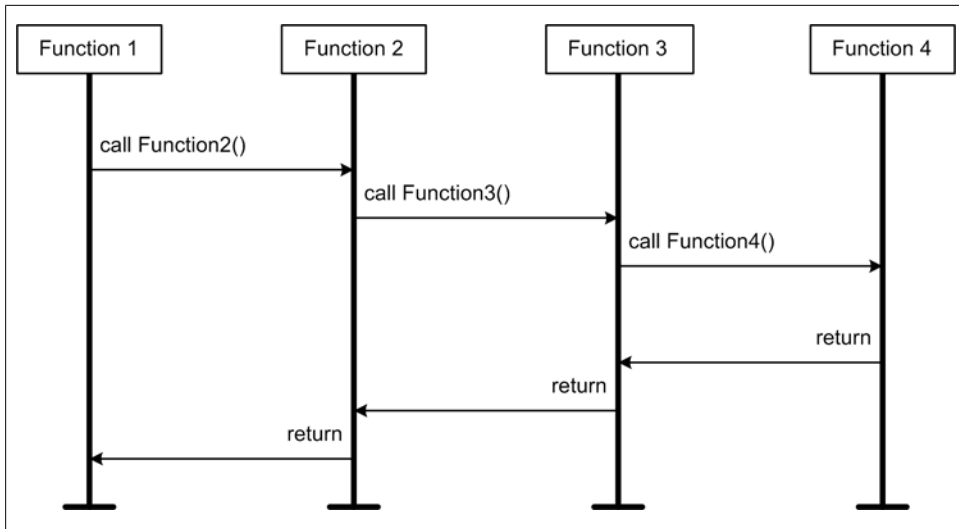 Function 1
Function 2
Function 3
Function 4
call Function2()
call Function3()
call Function4()
return
return
return